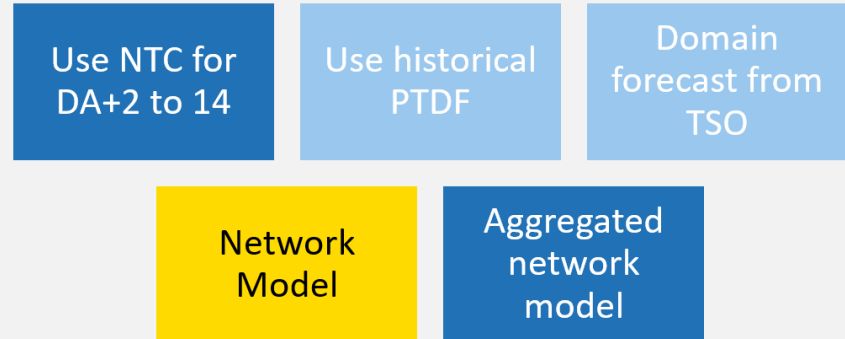 Use NTC for
DA+2 to 14
Use historical
PTDF
Domain
forecast from
TSO
Network
Model
Aggregated
network
model